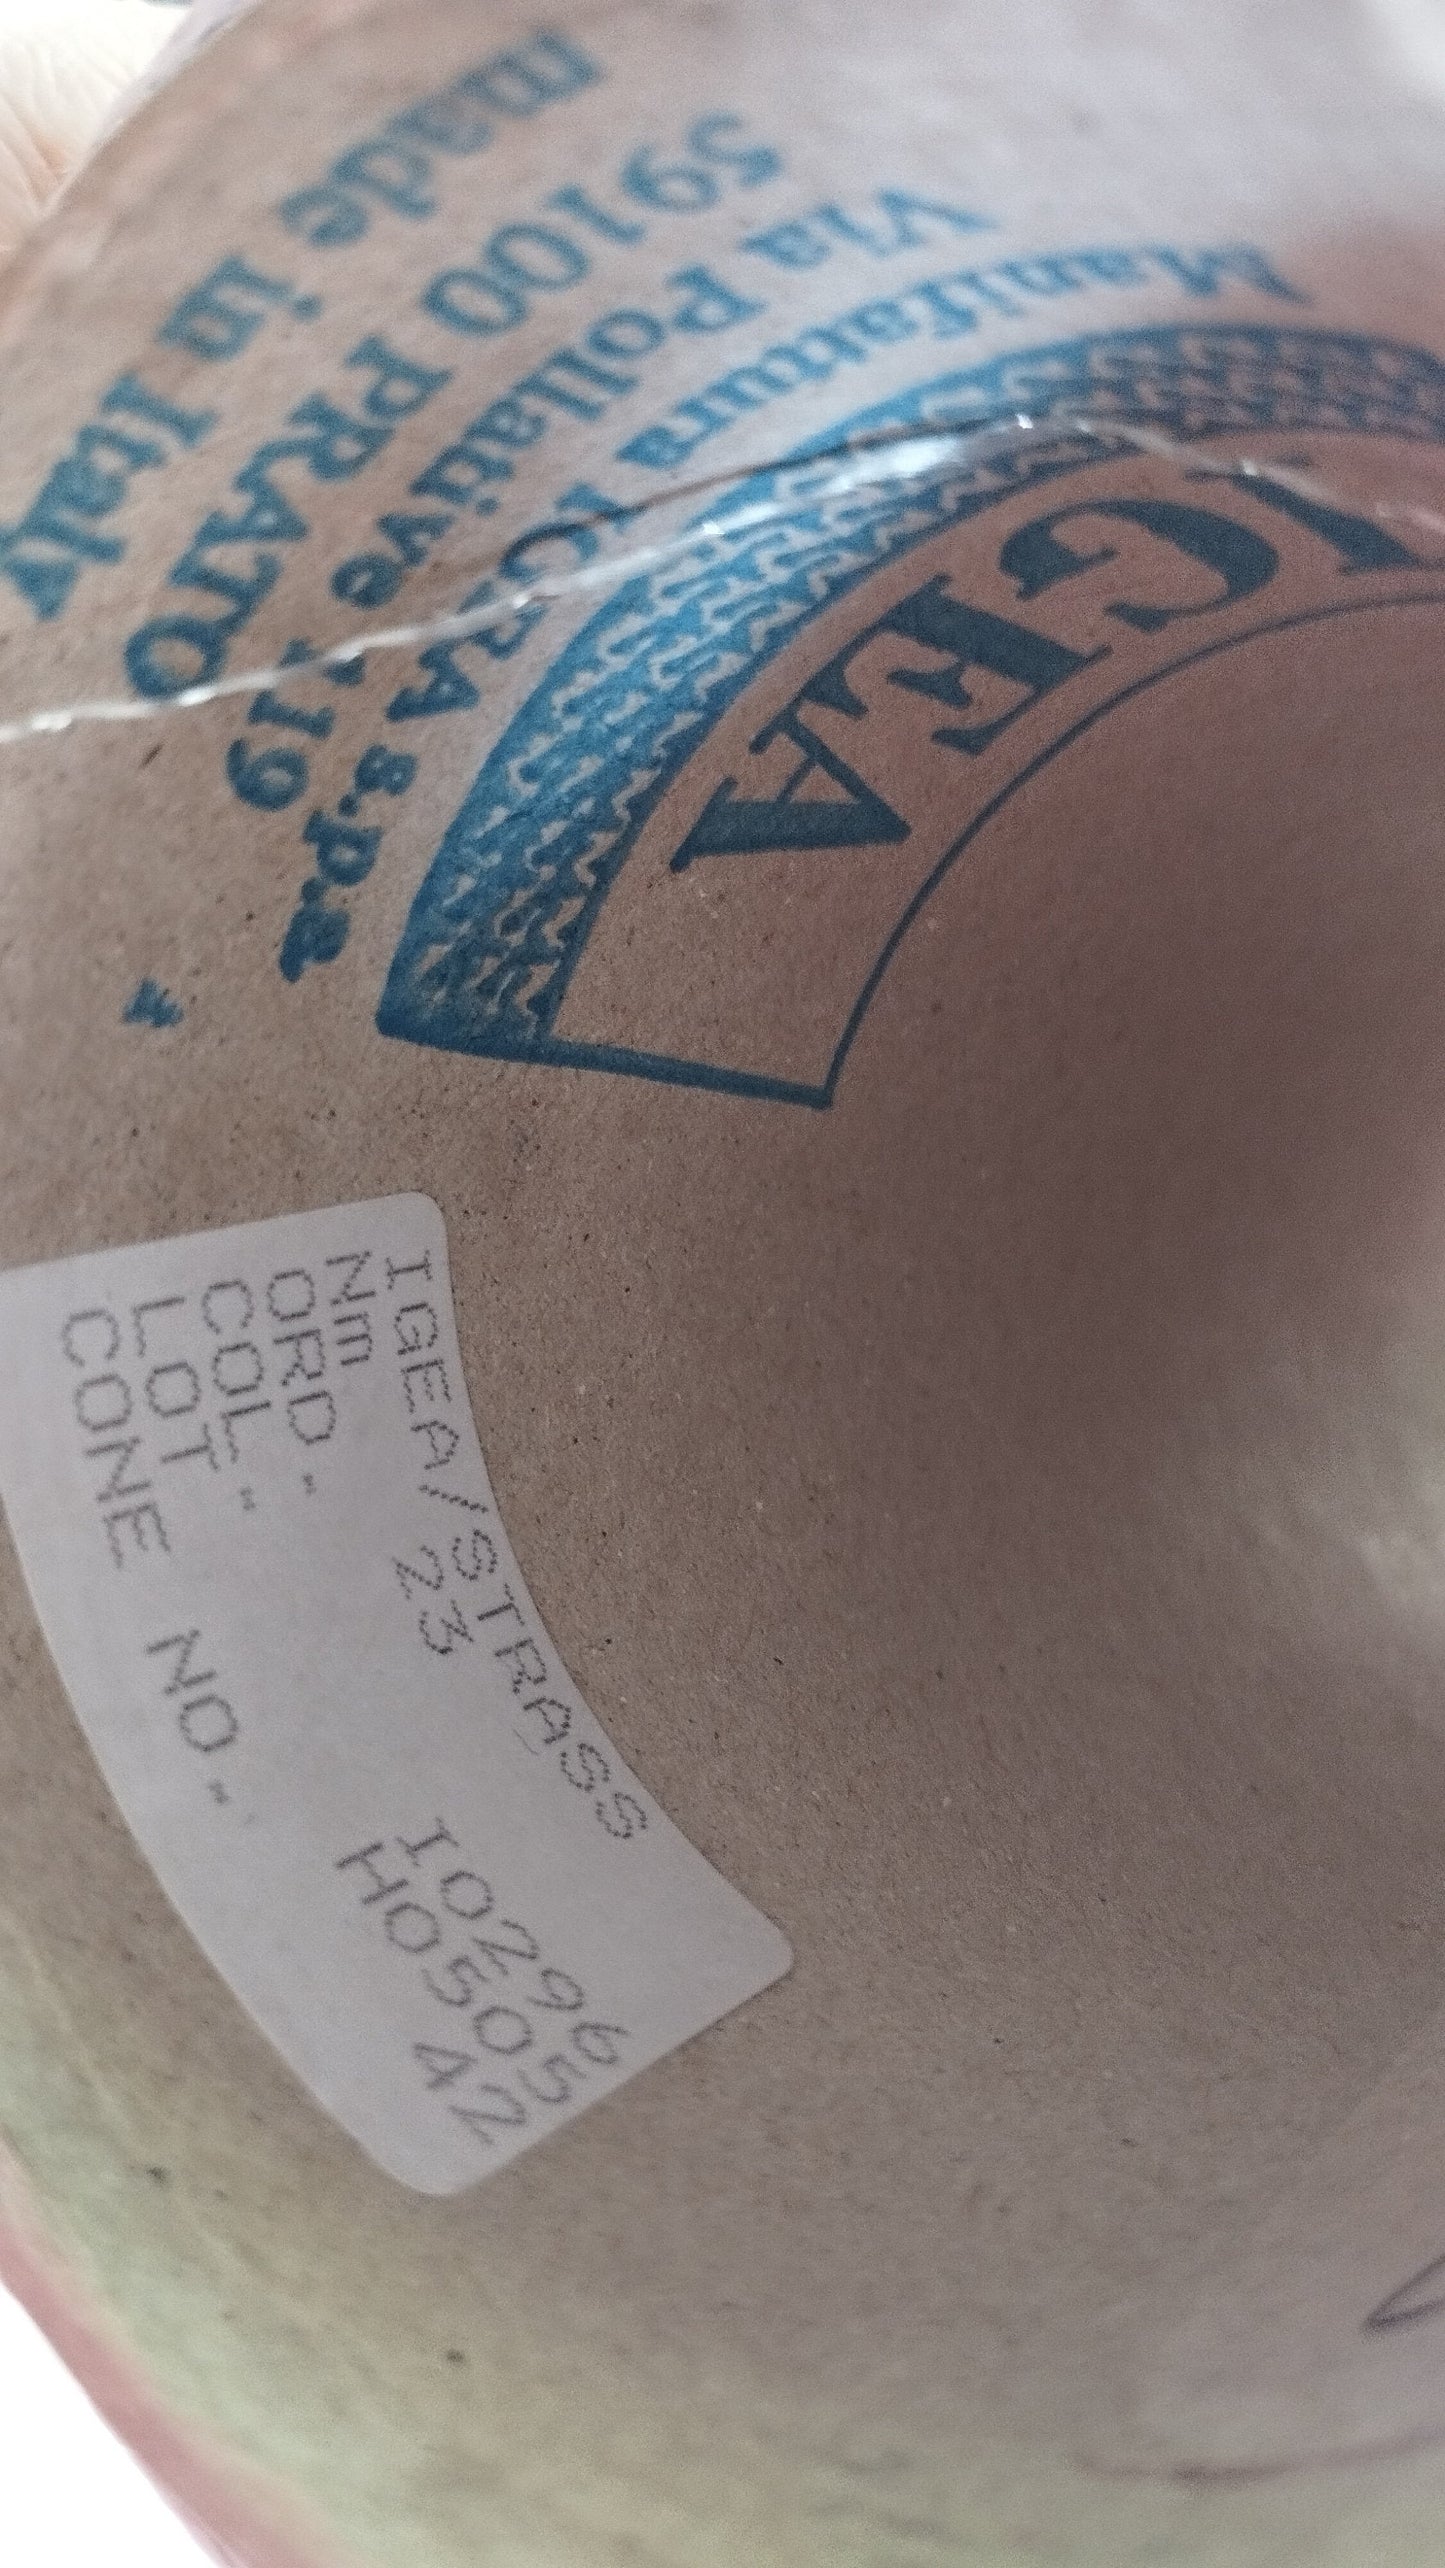 IGEA
Manifattura IGEA s.p.a
Via Pollative 119
59100 PRATO
made in Italy
IGEA/STRASS
Nm 23
ORD.
COL. I0296
LOT H0505
CONE NO. 42